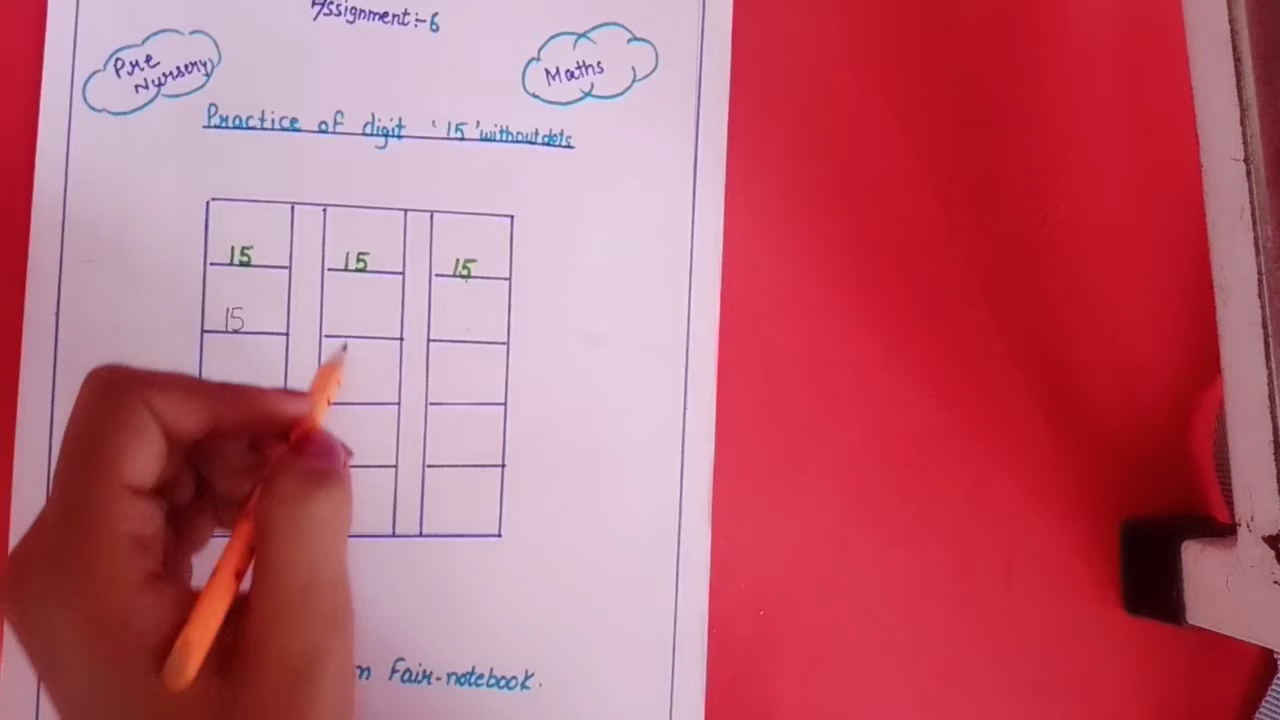 Assignment:-6
Pre
Nursery
Maths
Practice of digit '15' without dots
15 15 15
15
Fair-notebook.